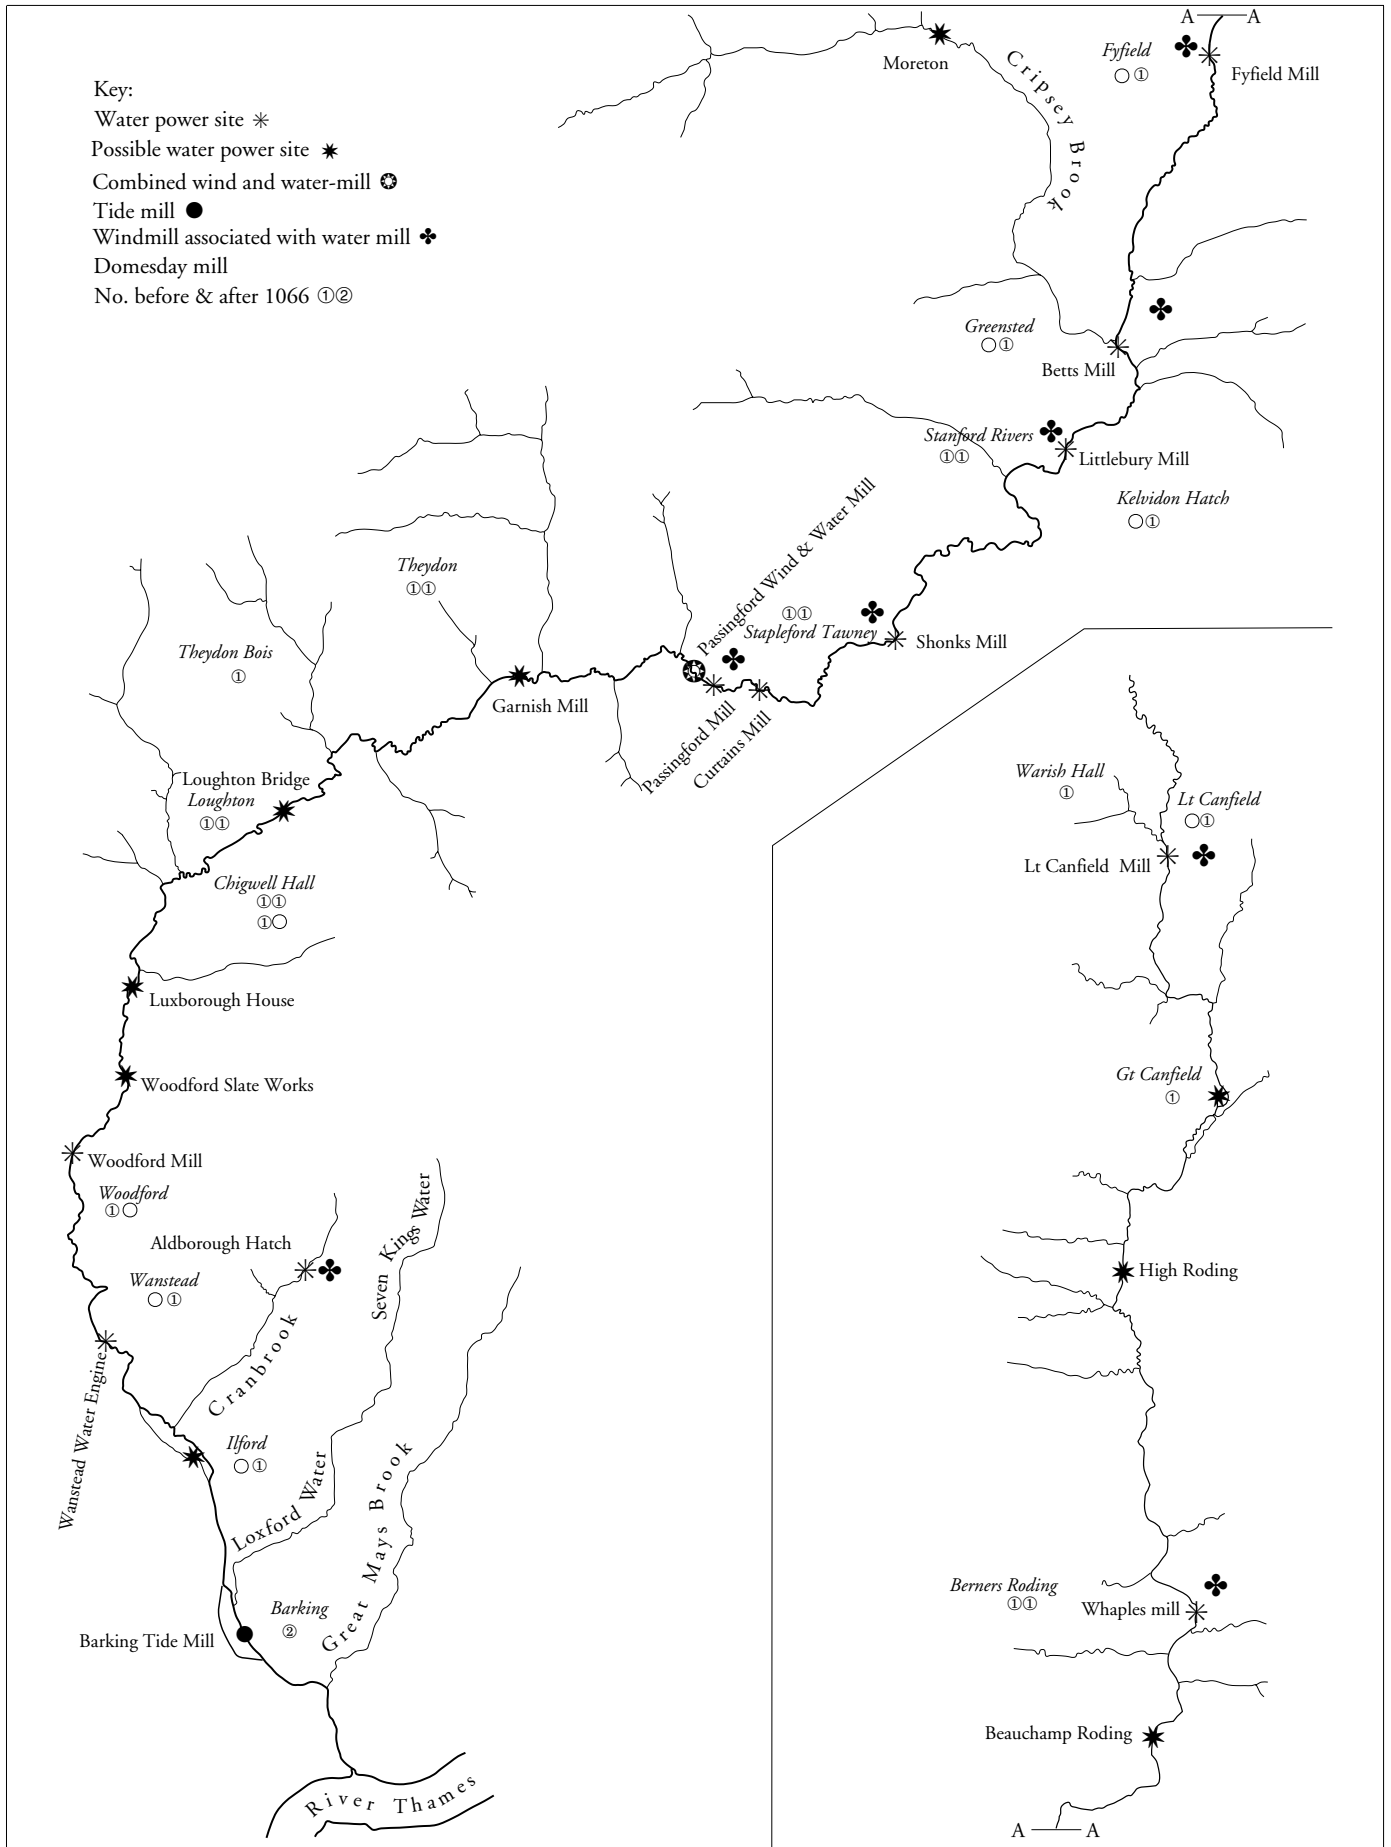 Key:
Water power site
Possible water power site
Combined wind and water-mill
Tide mill
Windmill associated with water mill
Domesday mill
No. before & after 1066 ①②
A A
Moreton
Cripsey Brook
Fyfield
○①
Fyfield Mill
Greensted
○①
Betts Mill
Stanford Rivers
①①
Littlebury Mill
Kelvidon Hatch
○①
Passingford Wind & Water Mill
Theydon
①①
①①
Stapleford Tawney
Shonks Mill
Theydon Bois
①
Garnish Mill
Passingford Mill
Curtains Mill
Loughton Bridge
Loughton
①①
Chigwell Hall
①①
①○
Luxborough House
Woodford Slate Works
Woodford Mill
Woodford
①○
Aldborough Hatch
Seven Kings Water
Wanstead
○①
Cranbrook
Wanstead Water Engine
Ilford
○①
Loxford Water
Great Mays Brook
Barking
②
Barking Tide Mill
River Thames
Warish Hall
①
Lt Canfield
○①
Lt Canfield Mill
Gt Canfield
①
High Roding
Berners Roding
①①
Whaples mill
Beauchamp Roding
A A